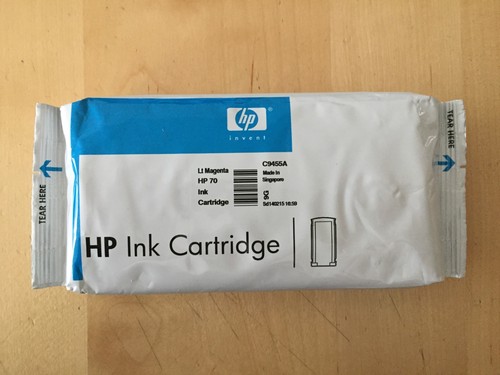 hp
invent
Lt Magenta
HP 70
Ink
Cartridge
C9455A
Made in
Singapore
9G
TEAR HERE
TEAR HERE
HP Ink Cartridge